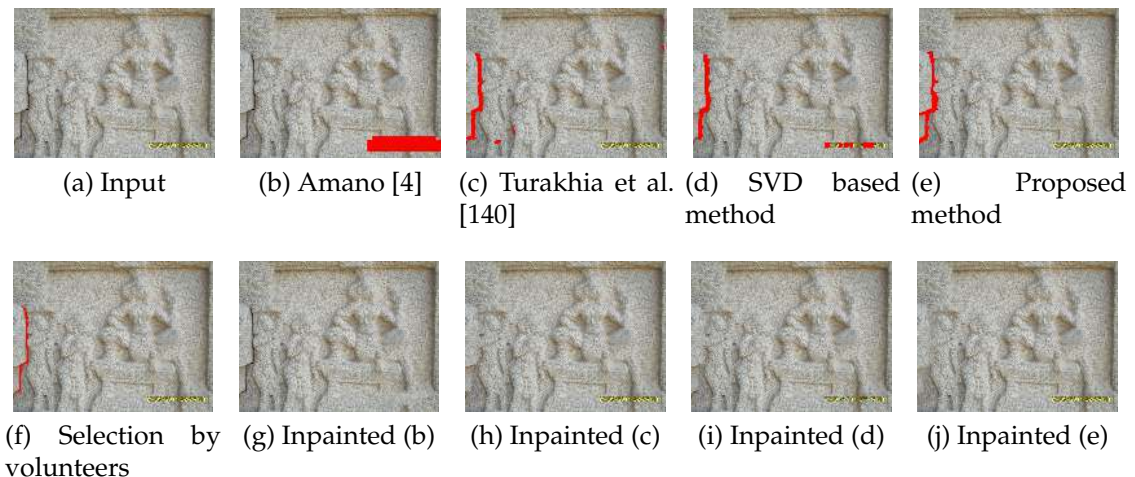 (a) Input
(b) Amano [4]
(c) Turakhia et al.
[140]
(d) SVD based
method
(e) Proposed
method
(f) Selection by
volunteers
(g) Inpainted (b)
(h) Inpainted (c)
(i) Inpainted (d)
(j) Inpainted (e)